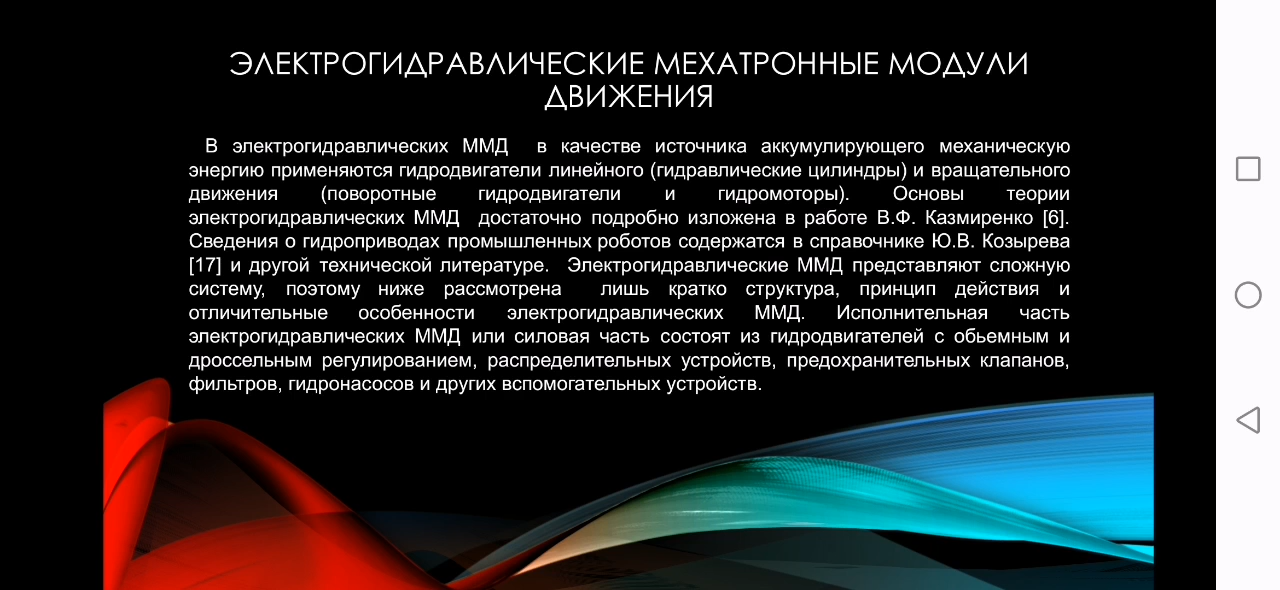 ЭЛЕКТРОГИДРАВЛИЧЕСКИЕ МЕХАТРОННЫЕ МОДУЛИ
ДВИЖЕНИЯ
В электрогидравлических ММД в качестве источника аккумулирующего механическую
энергию применяются гидродвигатели линейного (гидравлические цилиндры) и вращательного
движения (поворотные гидродвигатели и гидромоторы). Основы теории
электрогидравлических ММД достаточно подробно изложена в работе В.Ф. Казмиренко [6].
Сведения о гидроприводах промышленных роботов содержатся в справочнике Ю.В. Козырева
[17] и другой технической литературе. Электрогидравлические ММД представляют сложную
систему, поэтому ниже рассмотрена лишь кратко структура, принцип действия и
отличительные особенности электрогидравлических ММД. Исполнительная часть
электрогидравлических ММД или силовая часть состоят из гидродвигателей с обьемным и
дроссельным регулированием, распределительных устройств, предохранительных клапанов,
фильтров, гидронасосов и других вспомогательных устройств.